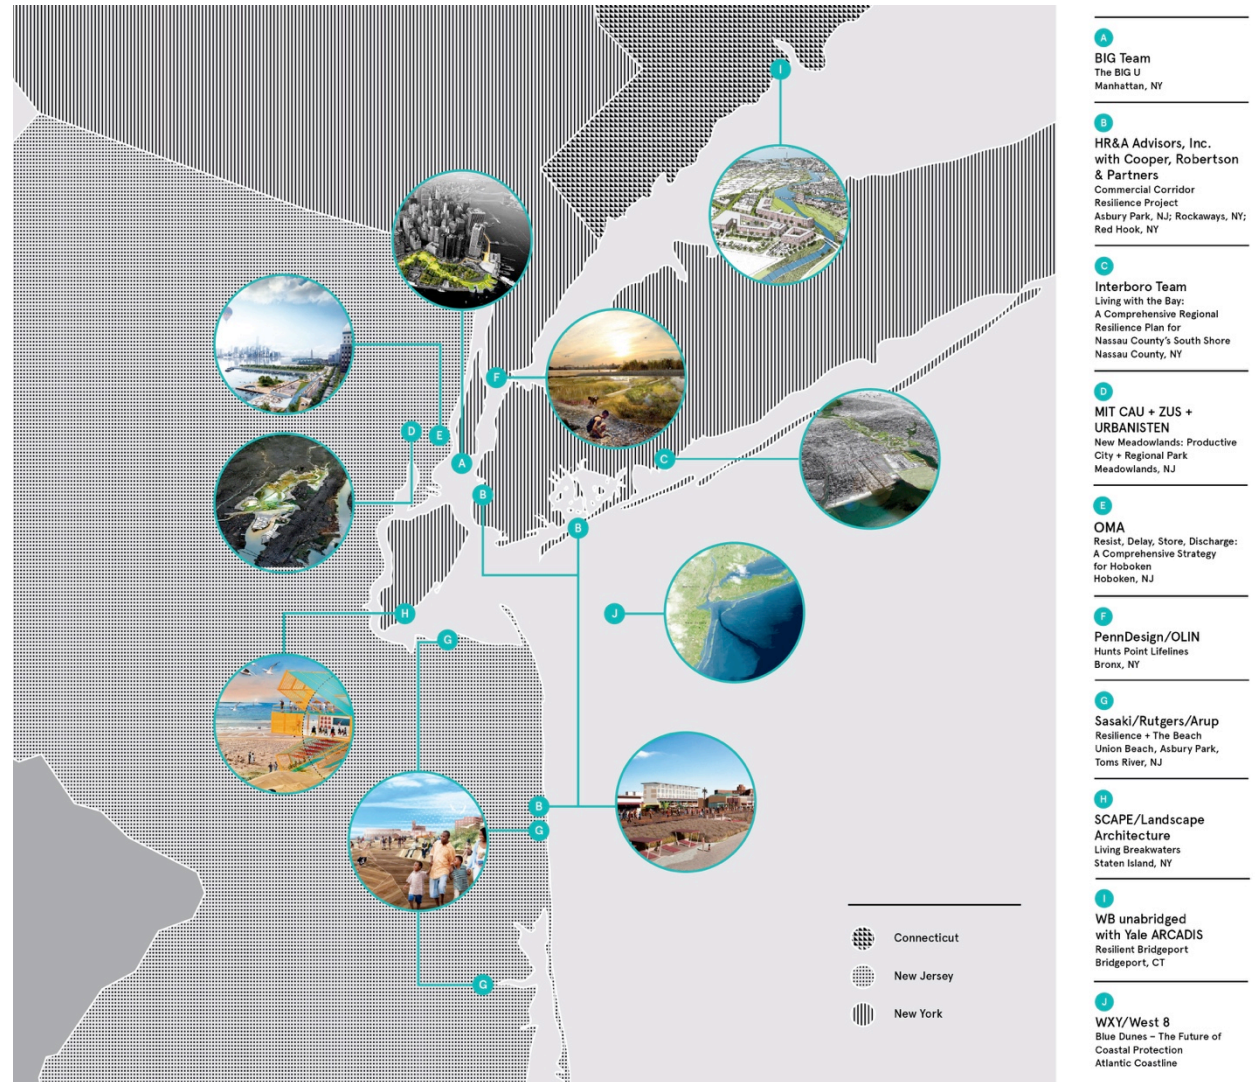 I
F
D
E
A
C
B
B
J
H
G
B
G
G
Connecticut
New Jersey
New York
A
BIG Team
The BIG U
Manhattan, NY
B
HR&A Advisors, Inc.
with Cooper, Robertson
& Partners
Commercial Corridor
Resilience Project
Asbury Park, NJ; Rockaways, NY;
Red Hook, NY
C
Interboro Team
Living with the Bay:
A Comprehensive Regional
Resilience Plan for
Nassau County's South Shore
Nassau County, NY
D
MIT CAU + ZUS +
URBANISTEN
New Meadowlands: Productive
City + Regional Park
Meadowlands, NJ
E
OMA
Resist, Delay, Store, Discharge:
A Comprehensive Strategy
for Hoboken
Hoboken, NJ
F
PennDesign/OLIN
Hunts Point Lifelines
Bronx, NY
G
Sasaki/Rutgers/Arup
Resilience + The Beach
Union Beach, Asbury Park,
Toms River, NJ
H
SCAPE/Landscape
Architecture
Living Breakwaters
Staten Island, NY
I
WB unabridged
with Yale ARCADIS
Resilient Bridgeport
Bridgeport, CT
J
WXY/West 8
Blue Dunes – The Future of
Coastal Protection
Atlantic Coastline